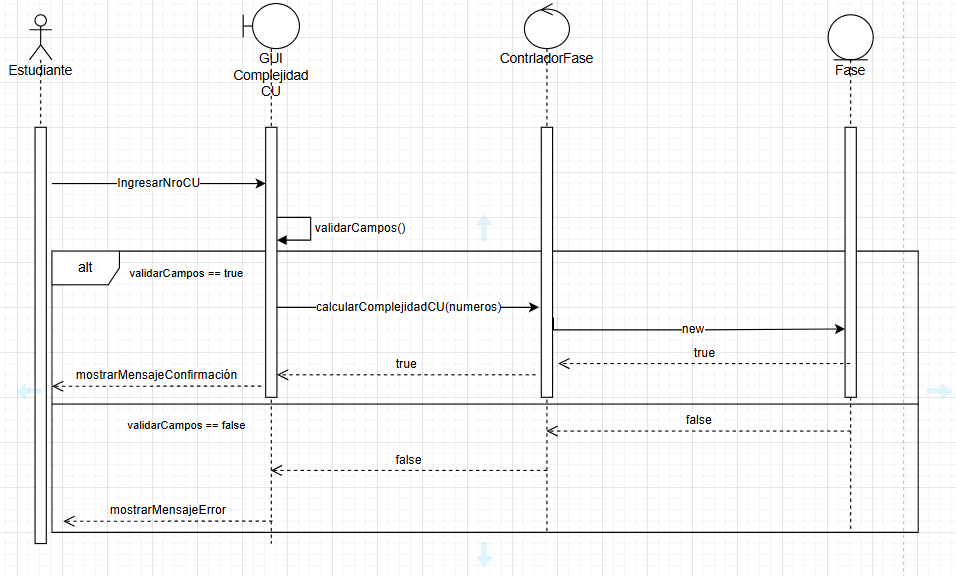 Estudiante
GUI
Complejidad
CU
ContrladorFase
Fase
IngresarNroCU
validarCampos()
alt
validarCampos == true
calcularComplejidadCU(numeros)
new
true
true
mostrarMensajeConfirmación
validarCampos == false
false
false
mostrarMensajeError